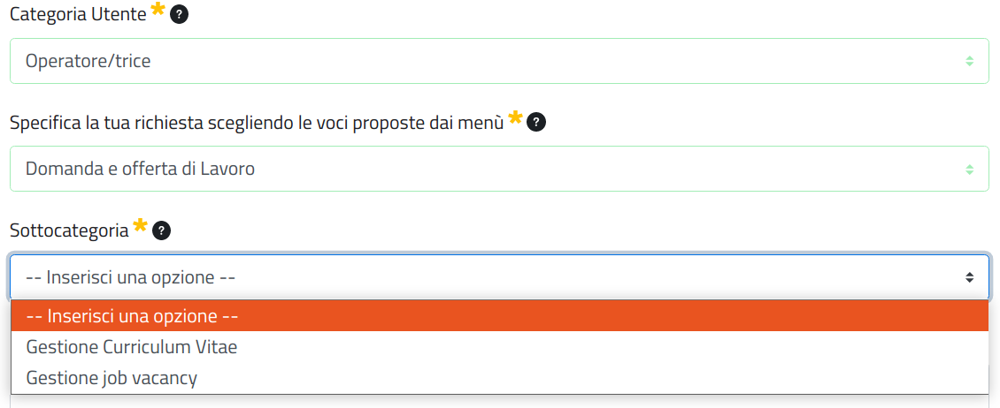 Categoria Utente * ?
Operatore/trice
Specifica la tua richiesta scegliendo le voci proposte dai menù * ?
Domanda e offerta di Lavoro
Sottocategoria * ?
-- Inserisci una opzione --
-- Inserisci una opzione --
Gestione Curriculum Vitae
Gestione job vacancy